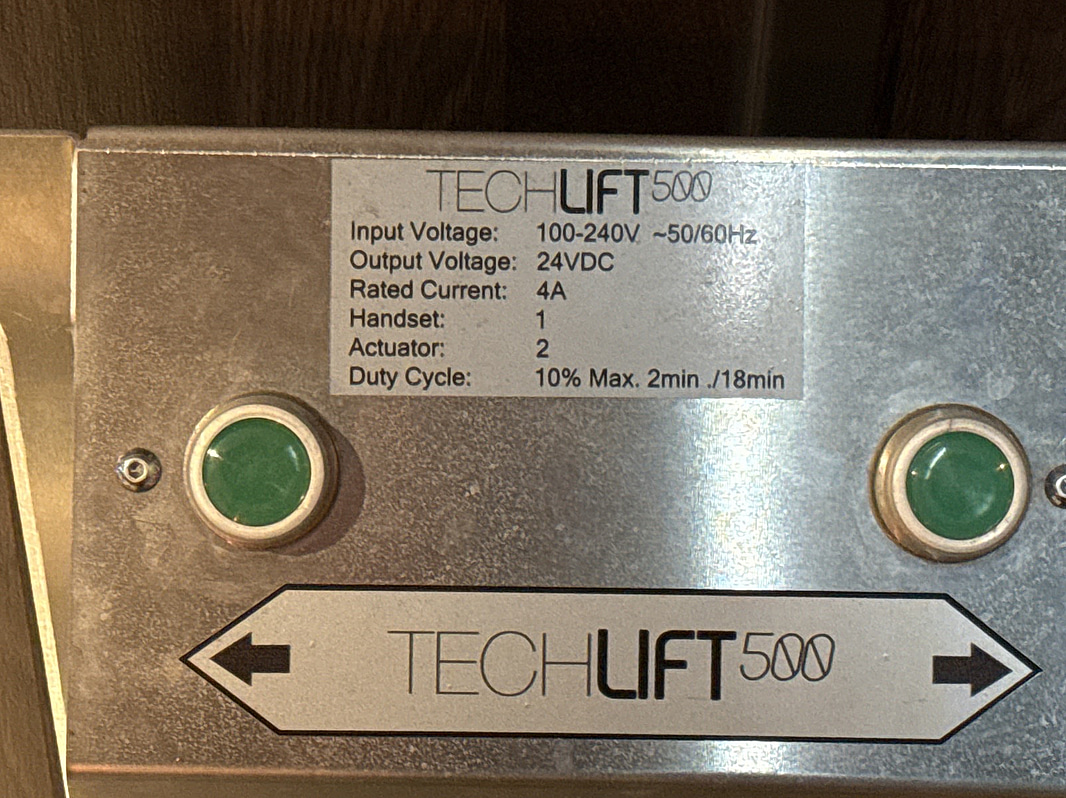 TECHLIFT500
Input Voltage: 100-240V ~50/60Hz
Output Voltage: 24VDC
Rated Current: 4A
Handset: 1
Actuator: 2
Duty Cycle: 10% Max. 2min ./18min
TECHLIFT500